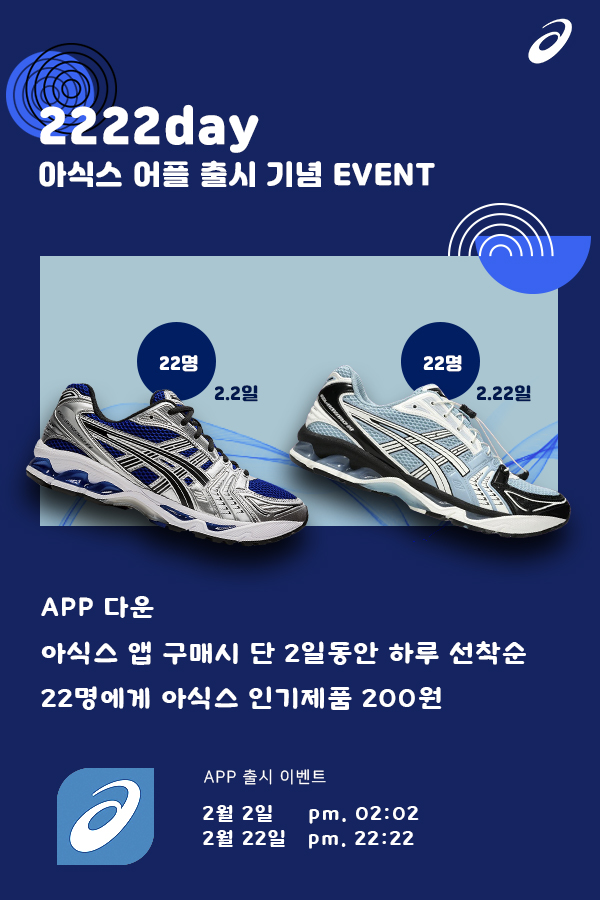 2222day
아식스 어플 출시 기념 EVENT
22명
2.2일
22명
2.22일
APP 다운
아식스 앱 구매시 단 2일동안 하루 선착순
22명에게 아식스 인기제품 200원
APP 출시 이벤트
2월 2일 pm. 02:02
2월 22일 pm. 22:22